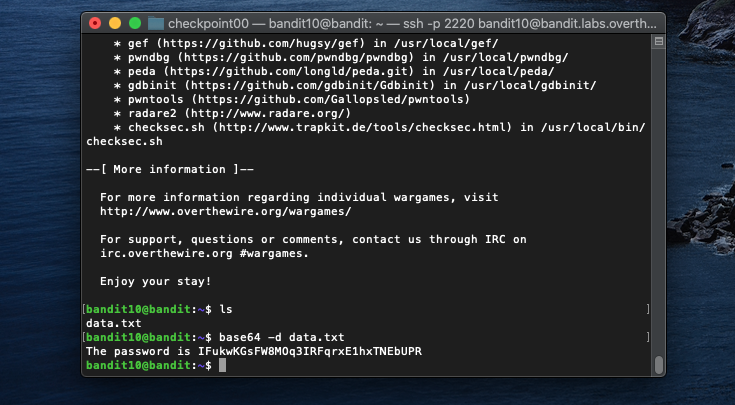 checkpoint00 — bandit10@bandit: ~ — ssh -p 2220 bandit10@bandit.labs.overth...
* gef (https://github.com/hugsy/gef) in /usr/local/gef/
* pwndbg (https://github.com/pwndbg/pwndbg) in /usr/local/pwndbg/
* peda (https://github.com/longld/peda.git) in /usr/local/peda/
* gdbinit (https://github.com/gdbinit/Gdbinit) in /usr/local/gdbinit/
* pwntools (https://github.com/Gallopsled/pwntools)
* radare2 (http://www.radare.org/)
* checksec.sh (http://www.trapkit.de/tools/checksec.html) in /usr/local/bin/
checksec.sh
--[ More information ]--
For more information regarding individual wargames, visit
http://www.overthewire.org/wargames/
For support, questions or comments, contact us through IRC on
irc.overthewire.org #wargames.
Enjoy your stay!
[bandit10@bandit:~$ ls ]
data.txt
[bandit10@bandit:~$ base64 -d data.txt ]
The password is IFukwKGsFW8MOq3IRFqrxE1hxTNEbUPR
bandit10@bandit:~$